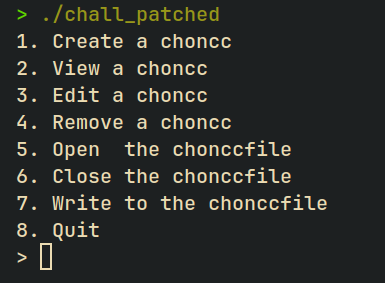 > ./chall_patched
1. Create a choncc
2. View a choncc
3. Edit a choncc
4. Remove a choncc
5. Open  the chonccfile
6. Close the chonccfile
7. Write to the chonccfile
8. Quit
>